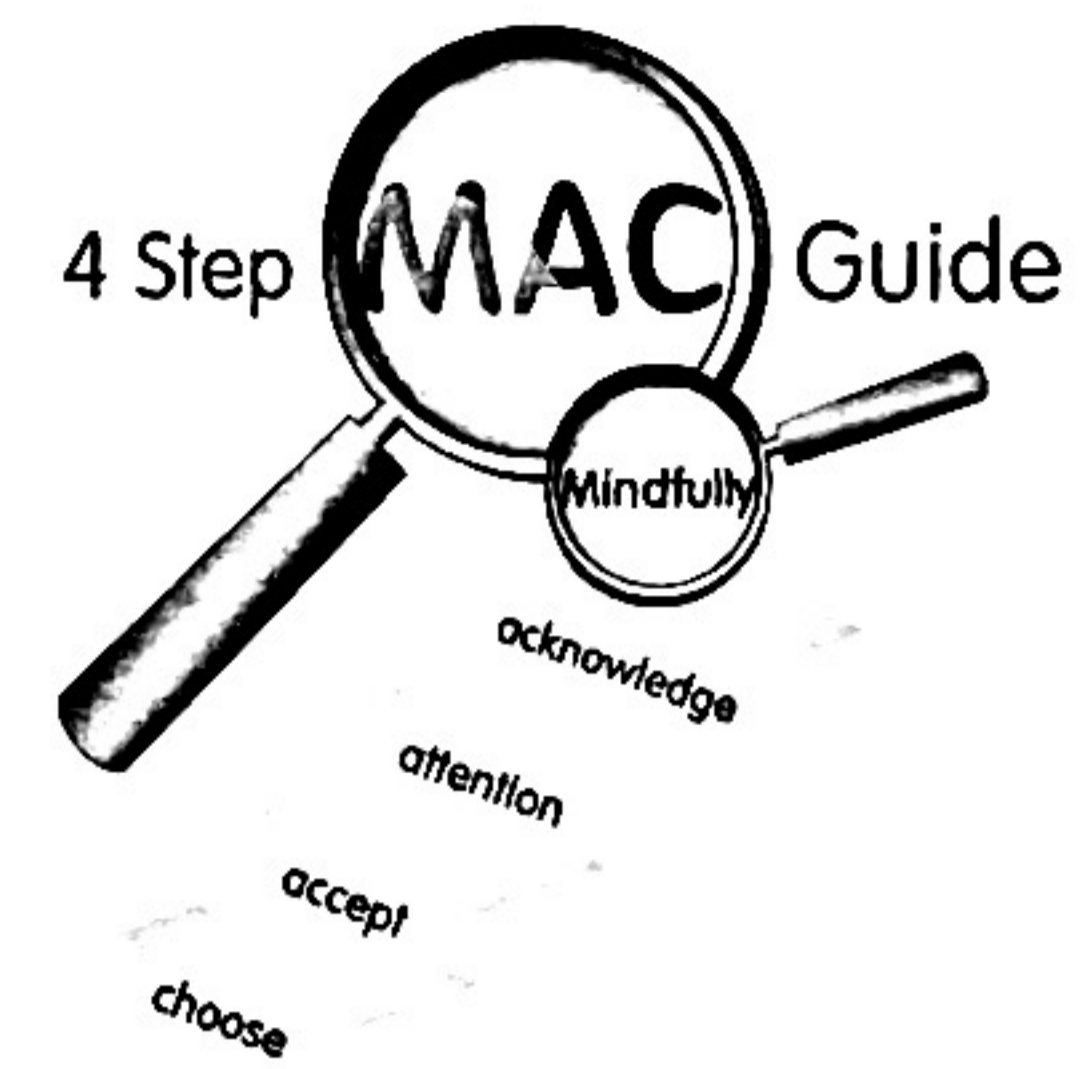 4 Step MAC Guide
Mindfully
acknowledge
attention
accept
choose